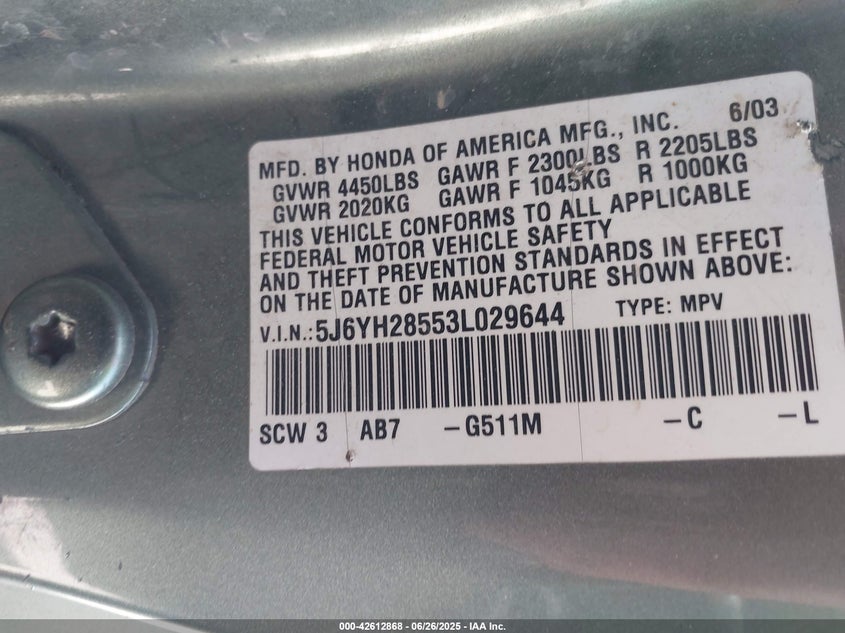 MFD. BY HONDA OF AMERICA MFG., INC. 6/03
GVWR 4450LBS GAWR F 2300LBS R 2205LBS
GVWR 2020KG GAWR F 1045KG R 1000KG
THIS VEHICLE CONFORMS TO ALL APPLICABLE
FEDERAL MOTOR VEHICLE SAFETY
AND THEFT PREVENTION STANDARDS IN EFFECT
ON THE DATE OF MANUFACTURE SHOWN ABOVE:
V.I.N.:5J6YH28553L029644 TYPE: MPV
SCW 3 AB7 -G511M -C -L
000-42612868 - 06/26/2025 - IAA Inc.